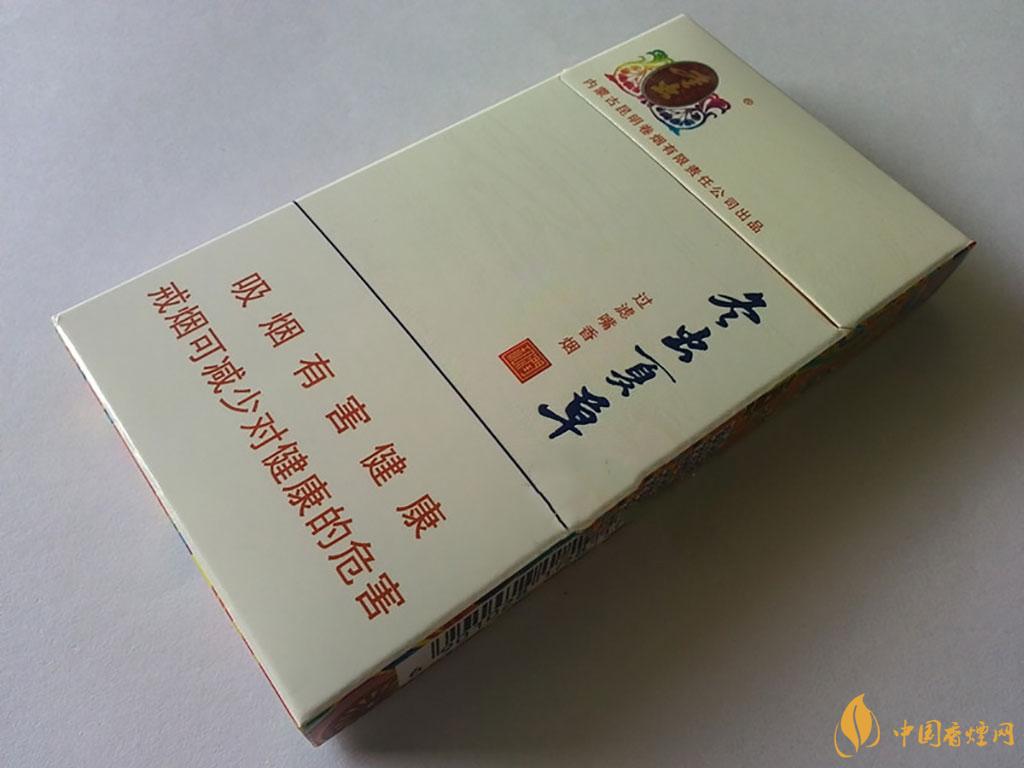 内蒙古昆明卷烟有限责任公司出品
冬虫夏草
过滤嘴香烟
吸烟有害健康
戒烟可减少对健康的危害
中国香煙网